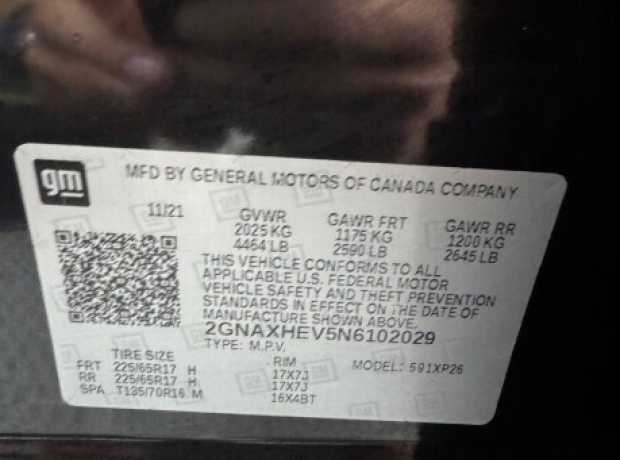 gm
MFD BY GENERAL MOTORS OF CANADA COMPANY
11/21 GVWR GAWR FRT GAWR RR
2025 KG 1175 KG 1200 KG
4464 LB 2590 LB 2645 LB
THIS VEHICLE CONFORMS TO ALL
APPLICABLE U.S. FEDERAL MOTOR
VEHICLE SAFETY AND THEFT PREVENTION
STANDARDS IN EFFECT ON THE DATE OF
MANUFACTURE SHOWN ABOVE.
2GNAXHEV5N6102029
TYPE: M.P.V.
TIRE SIZE RIM MODEL: 591XP26
FRT 225/65R17 H 17X7J
RR 225/65R17 H 17X7J
SPA T135/70R16 M 16X4BT